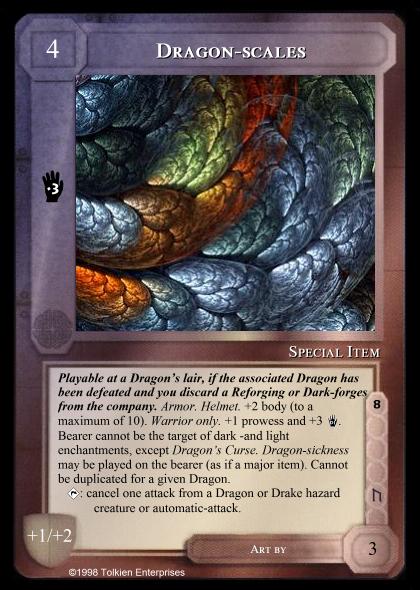 4
DRAGON-SCALES
·3
SPECIAL ITEM
Playable at a Dragon's lair, if the associated Dragon has
been defeated and you discard a Reforging or Dark-forges
from the company. Armor. Helmet. +2 body (to a
maximum of 10). Warrior only. +1 prowess and +3 .
Bearer cannot be the target of dark -and light
enchantments, except Dragon's Curse. Dragon-sickness
may be played on the bearer (as if a major item). Cannot
be duplicated for a given Dragon.
: cancel one attack from a Dragon or Drake hazard
creature or automatic-attack.
8
+1/+2
ART BY
3
©1998 Tolkien Enterprises